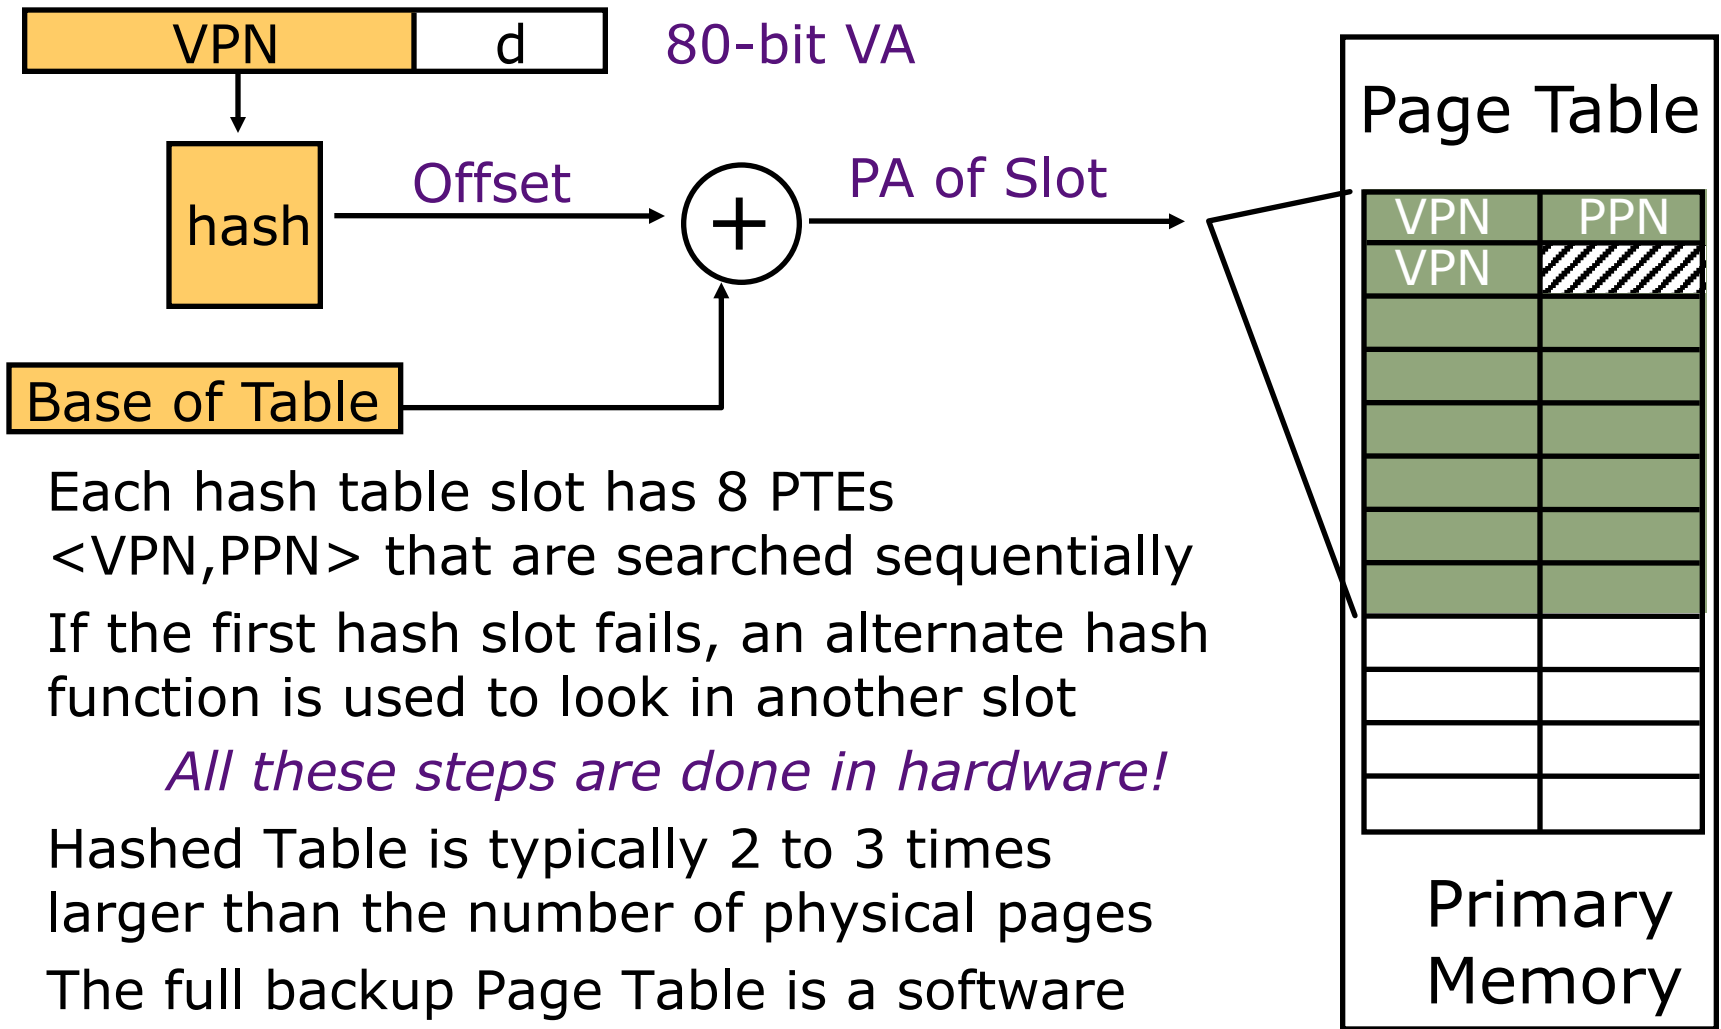 VPN d 80-bit VA
Page Table
hash Offset + PA of Slot
VPN PPN
VPN
Base of Table
Each hash table slot has 8 PTEs
<VPN,PPN> that are searched sequentially
If the first hash slot fails, an alternate hash
function is used to look in another slot
All these steps are done in hardware!
Hashed Table is typically 2 to 3 times
larger than the number of physical pages
The full backup Page Table is a software
Primary
Memory